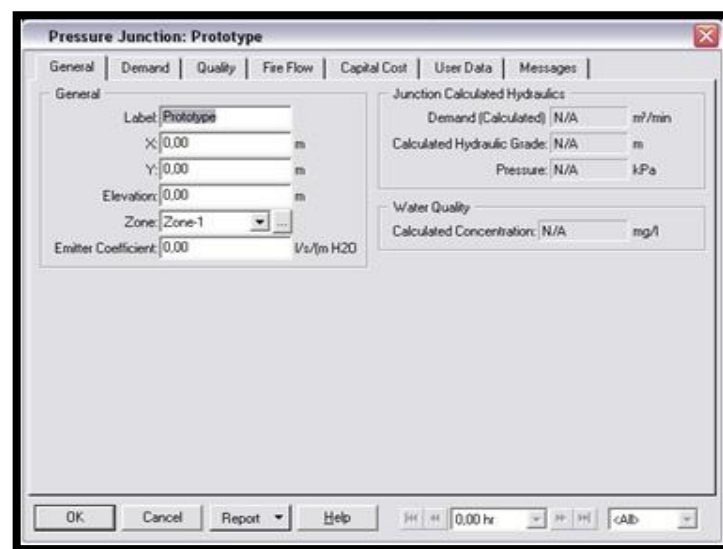 Pressure Junction: Prototype
General Demand Quality Fire Flow Capital Cost User Data Messages
General
Label: Prototype
X: 0,00 m
Y: 0,00 m
Elevation: 0,00 m
Zone: Zone-1 ...
Emitter Coefficient: 0,00 l/s/(m H2O
Junction Calculated Hydraulics
Demand (Calculated) N/A m³/min
Calculated Hydraulic Grade: N/A m
Pressure: N/A kPa
Water Quality
Calculated Concentration: N/A mg/l
OK Cancel Report Help 0,00 hr <All>